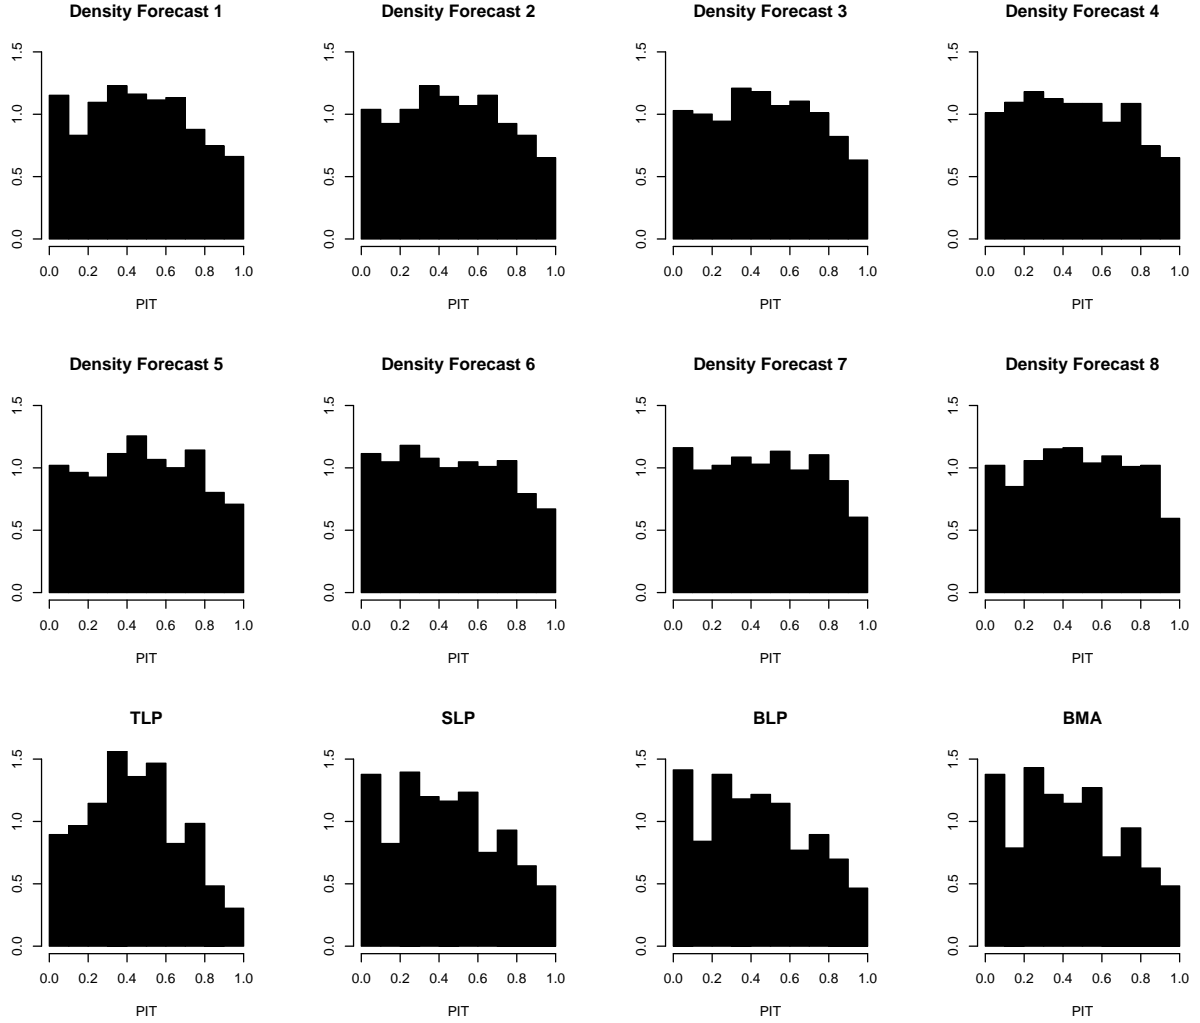 Density Forecast 1 Density Forecast 2 Density Forecast 3 Density Forecast 4
1.5 1.5 1.5 1.5
1.0 1.0 1.0 1.0
0.5 0.5 0.5 0.5
0.0 0.0 0.0 0.0
0.0 0.2 0.4 0.6 0.8 1.0 0.0 0.2 0.4 0.6 0.8 1.0 0.0 0.2 0.4 0.6 0.8 1.0 0.0 0.2 0.4 0.6 0.8 1.0
PIT PIT PIT PIT
Density Forecast 5 Density Forecast 6 Density Forecast 7 Density Forecast 8
1.5 1.5 1.5 1.5
1.0 1.0 1.0 1.0
0.5 0.5 0.5 0.5
0.0 0.0 0.0 0.0
0.0 0.2 0.4 0.6 0.8 1.0 0.0 0.2 0.4 0.6 0.8 1.0 0.0 0.2 0.4 0.6 0.8 1.0 0.0 0.2 0.4 0.6 0.8 1.0
PIT PIT PIT PIT
TLP SLP BLP BMA
1.5 1.5 1.5 1.5
1.0 1.0 1.0 1.0
0.5 0.5 0.5 0.5
0.0 0.0 0.0 0.0
0.0 0.2 0.4 0.6 0.8 1.0 0.0 0.2 0.4 0.6 0.8 1.0 0.0 0.2 0.4 0.6 0.8 1.0 0.0 0.2 0.4 0.6 0.8 1.0
PIT PIT PIT PIT